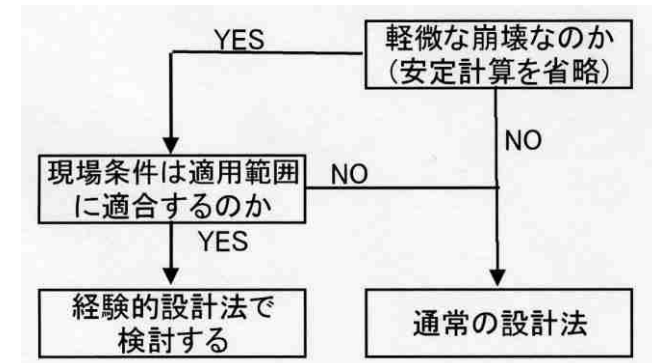 軽微な崩壊なのか
（安定計算を省略）
YES
NO
現場条件は適用範囲
に適合するのか
NO
YES
経験的設計法で
検討する
通常の設計法